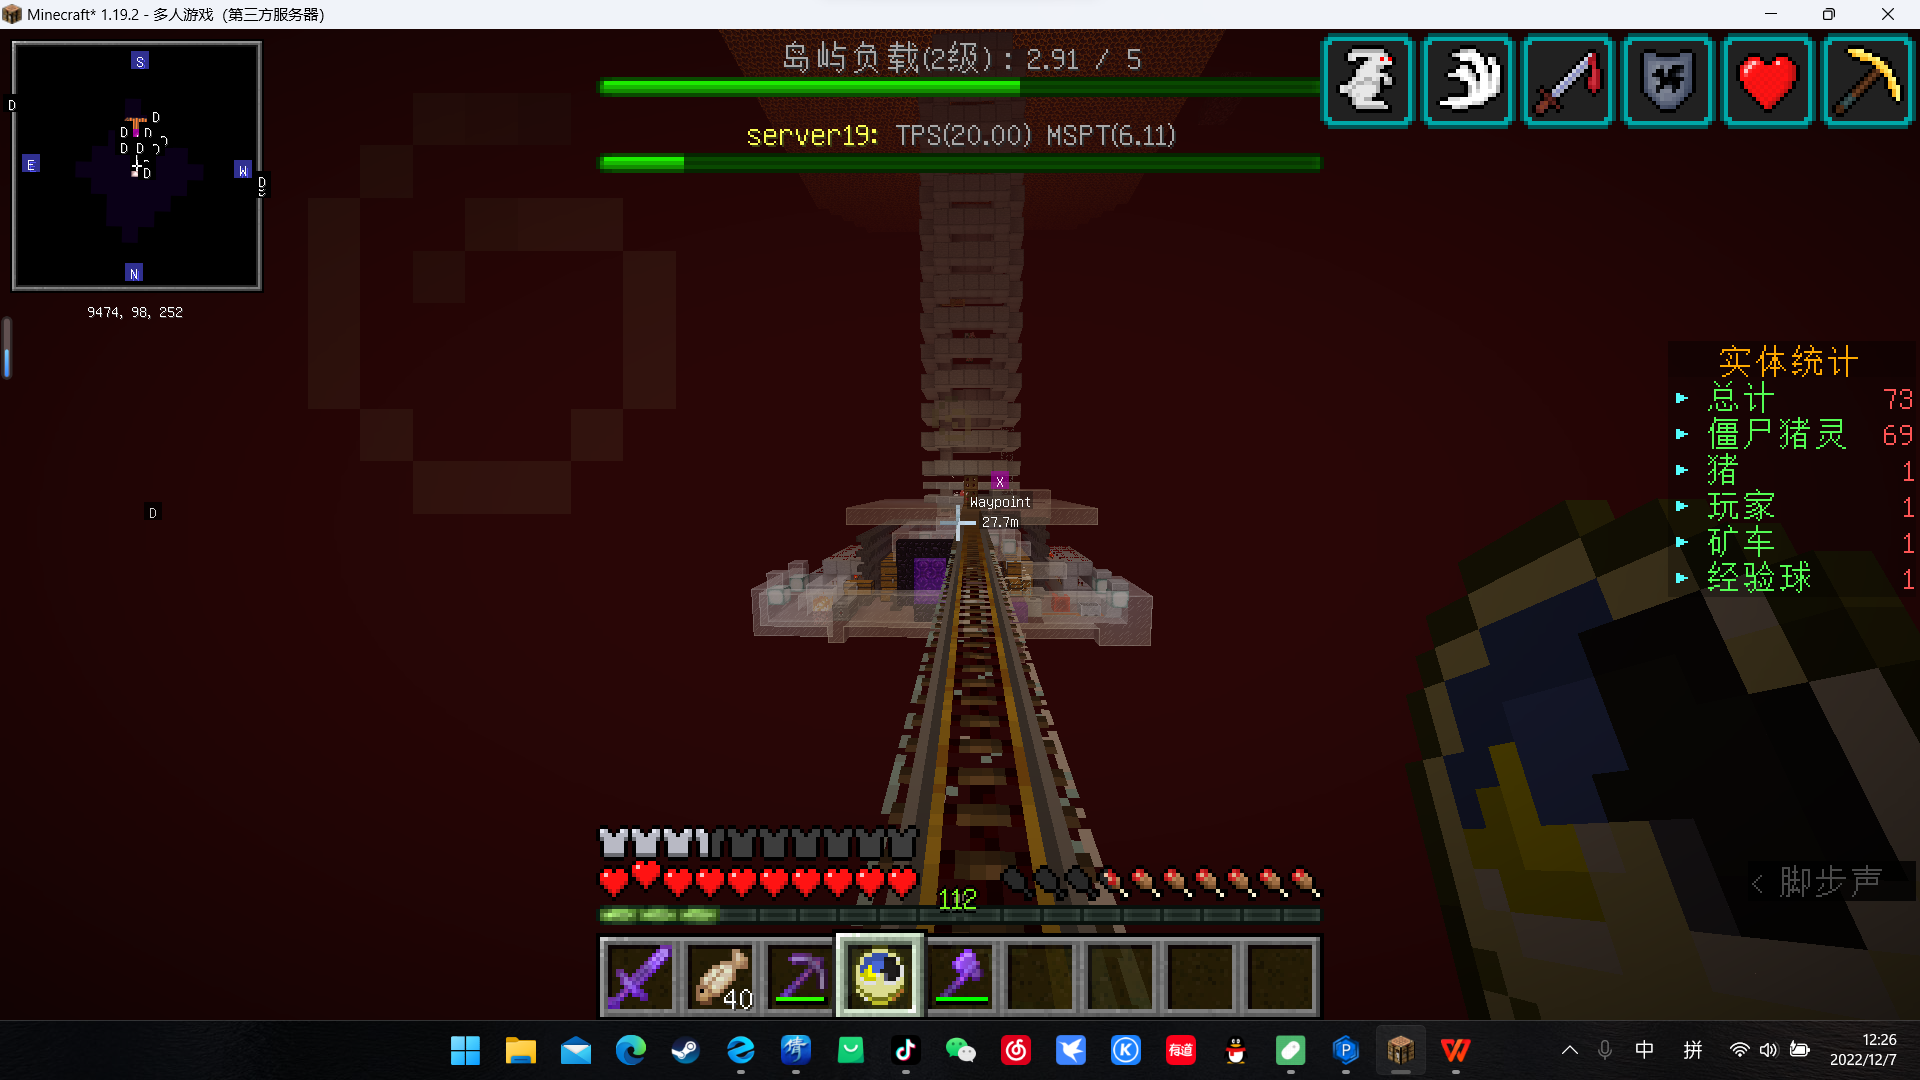 Minecraft* 1.19.2 - 多人游戏（第三方服务器）
S
D
D
D D
D D
E
W
D
D
N
9474, 98, 252
岛屿负载(2级) : 2.91 / 5
server19: TPS(20.00) MSPT(6.11)
实体统计
总计 73
僵尸猪灵 69
猪 1
玩家 1
矿车 1
经验球 1
X
Waypoint
27.7m
D
< 脚步声
112
40
倩
K
有道
P
中
拼
12:26
2022/12/7